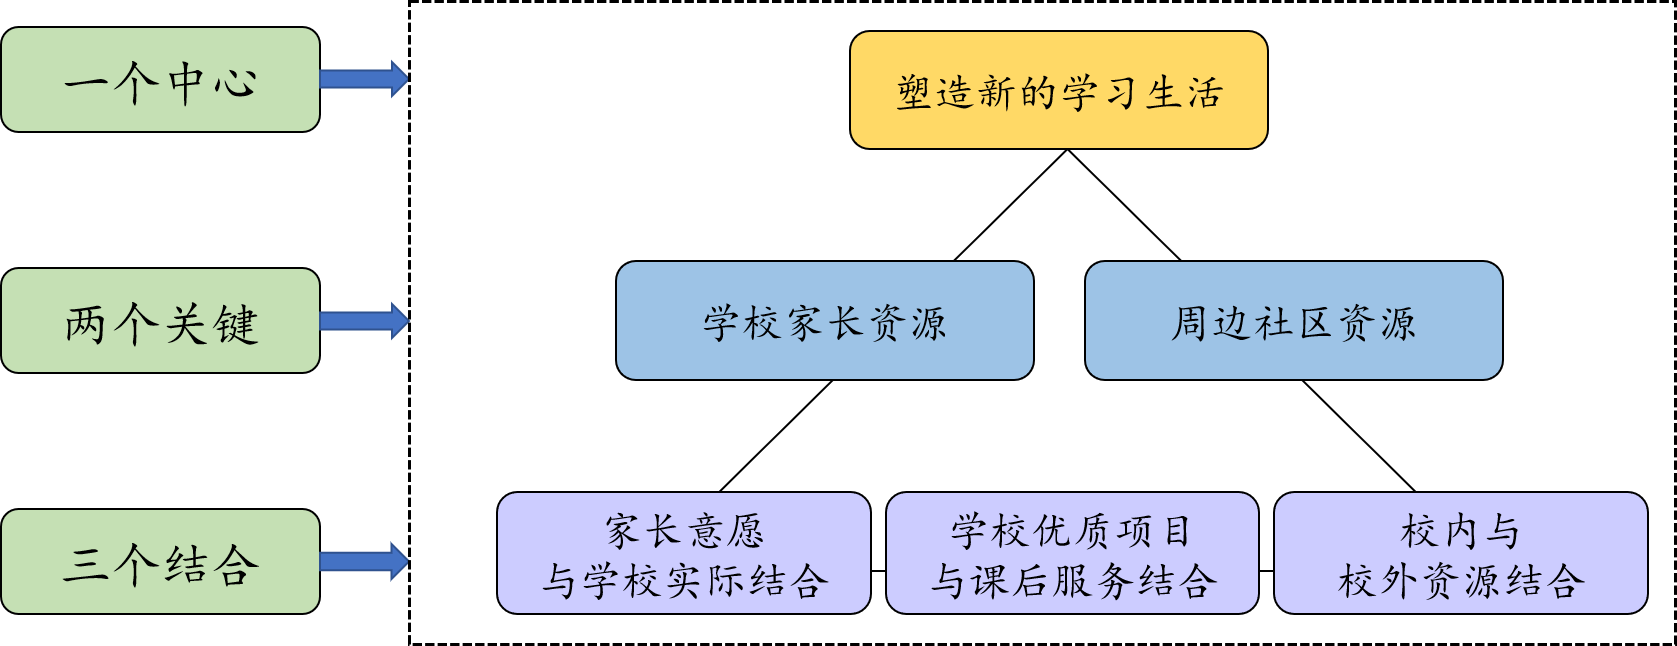 一个中心
塑造新的学习生活
两个关键
学校家长资源
周边社区资源
三个结合
家长意愿
与学校实际结合
学校优质项目
与课后服务结合
校内与
校外资源结合